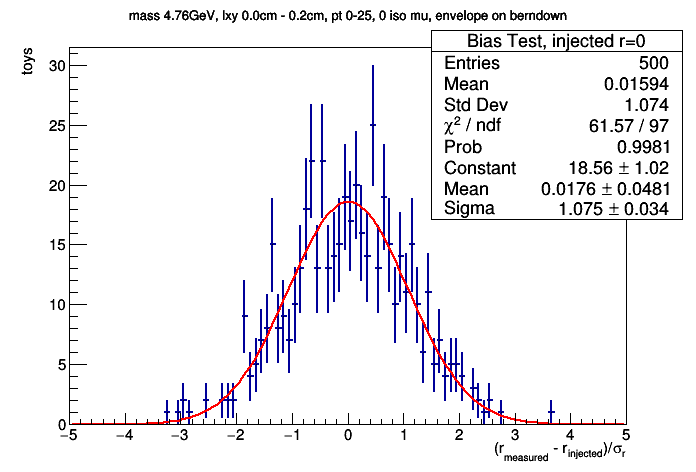 mass 4.76GeV, lxy 0.0cm - 0.2cm, pt 0-25, 0 iso mu, envelope on berndown
Bias Test, injected r=0
Entries 500
Mean 0.01594
Std Dev 1.074
χ² / ndf 61.57 / 97
Prob 0.9981
Constant 18.56 ± 1.02
Mean 0.0176 ± 0.0481
Sigma 1.075 ± 0.034
toys
30
25
20
15
10
5
0
−5 −4 −3 −2 −1 0 1 2 3 4 5
(r_measured - r_injected)/σ_r